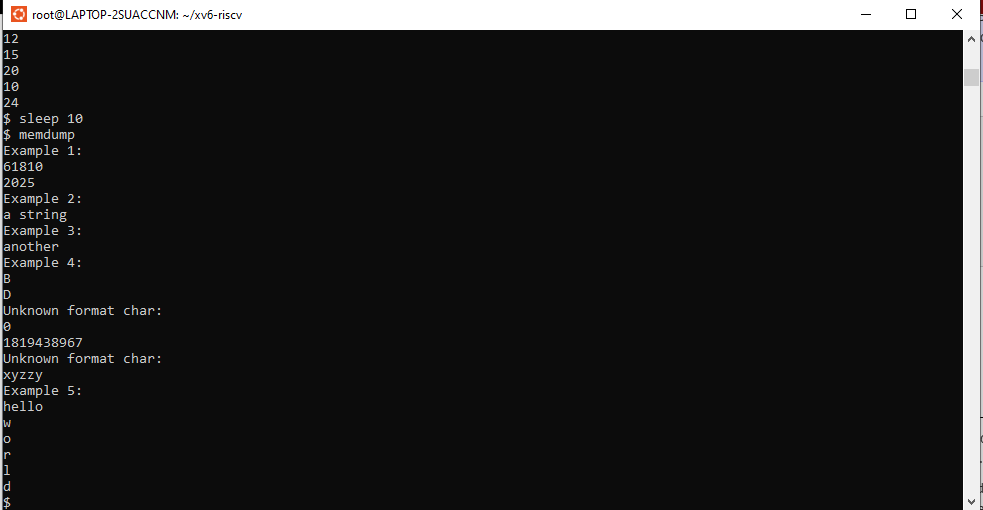 root@LAPTOP-2SUACCNM: ~/xv6-riscv
12
15
20
10
24
$ sleep 10
$ memdump
Example 1:
61810
2025
Example 2:
a string
Example 3:
another
Example 4:
B
D
Unknown format char:
0
1819438967
Unknown format char:
xyzzy
Example 5:
hello
w
o
r
l
d
$